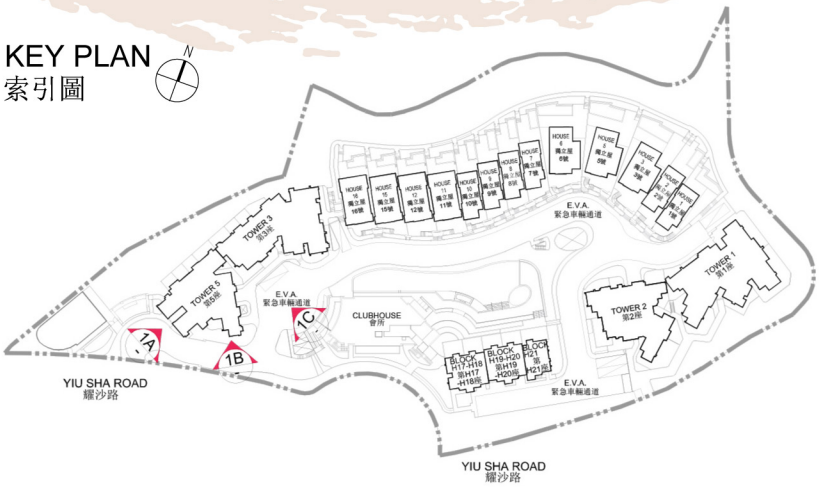 KEY PLAN
索引圖
N
HOUSE
16
獨立屋
16號
HOUSE
15
獨立屋
15號
HOUSE
12
獨立屋
12號
HOUSE
11
獨立屋
11號
HOUSE
10
獨立屋
10號
HOUSE
9
獨立屋
9號
HOUSE
8
獨立屋
8號
HOUSE
7
獨立屋
7號
HOUSE
6
獨立屋
6號
HOUSE
5
獨立屋
5號
HOUSE
3
獨立屋
3號
HOUSE
2
獨立屋
2號
HOUSE
1
獨立屋
1號
E.V.A.
緊急車輛通道
TOWER 3
第3座
TOWER 5
第5座
E.V.A.
緊急車輛通道
CLUBHOUSE
會所
TOWER 1
第1座
TOWER 2
第2座
1A
-
1B
-
1C
-
BLOCK
H17-H18
第H17
-H18座
BLOCK
H19-H20
第H19
-H20座
BLOCK
H21
第
H21座
E.V.A.
緊急車輛通道
YIU SHA ROAD
耀沙路
YIU SHA ROAD
耀沙路